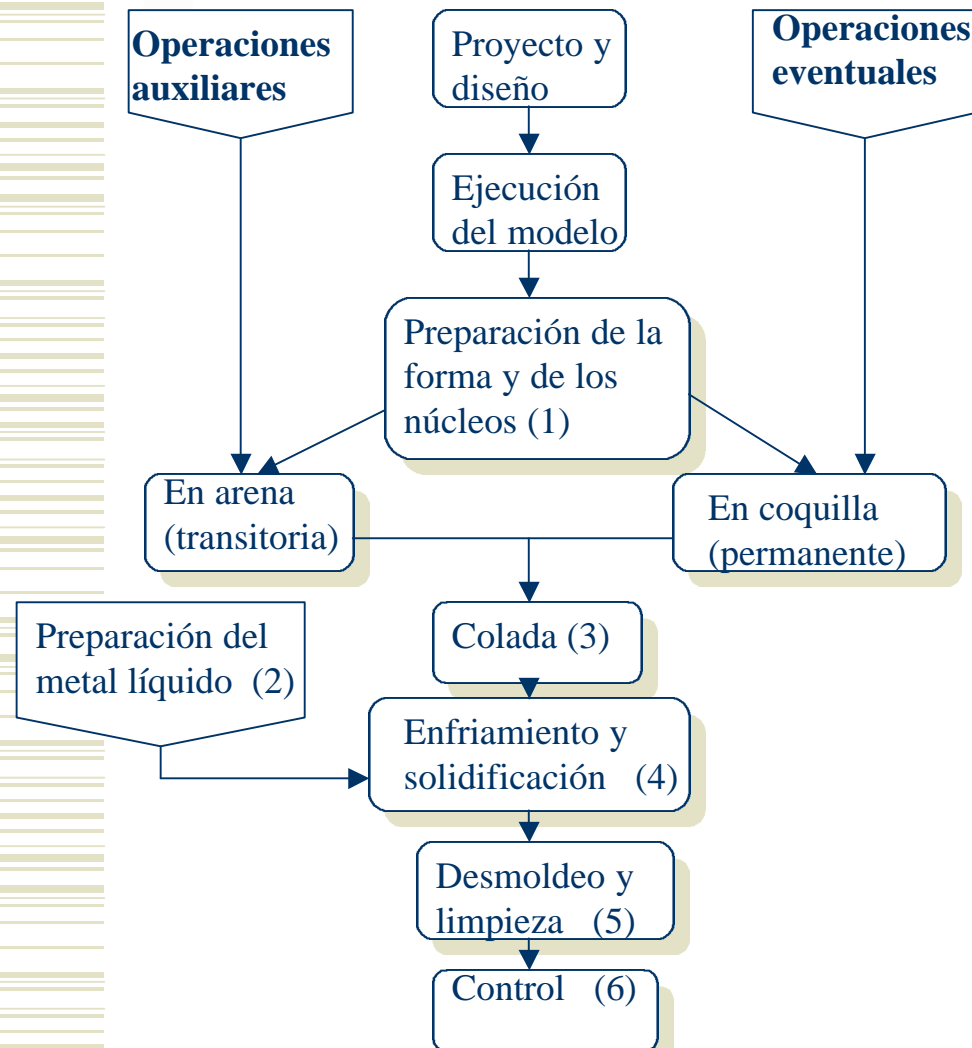 Operaciones
auxiliares
Proyecto y
diseño
Operaciones
eventuales
Ejecución
del modelo
Preparación de la
forma y de los
núcleos (1)
En arena
(transitoria)
En coquilla
(permanente)
Preparación del
metal líquido (2)
Colada (3)
Enfriamiento y
solidificación (4)
Desmoldeo y
limpieza (5)
Control (6)